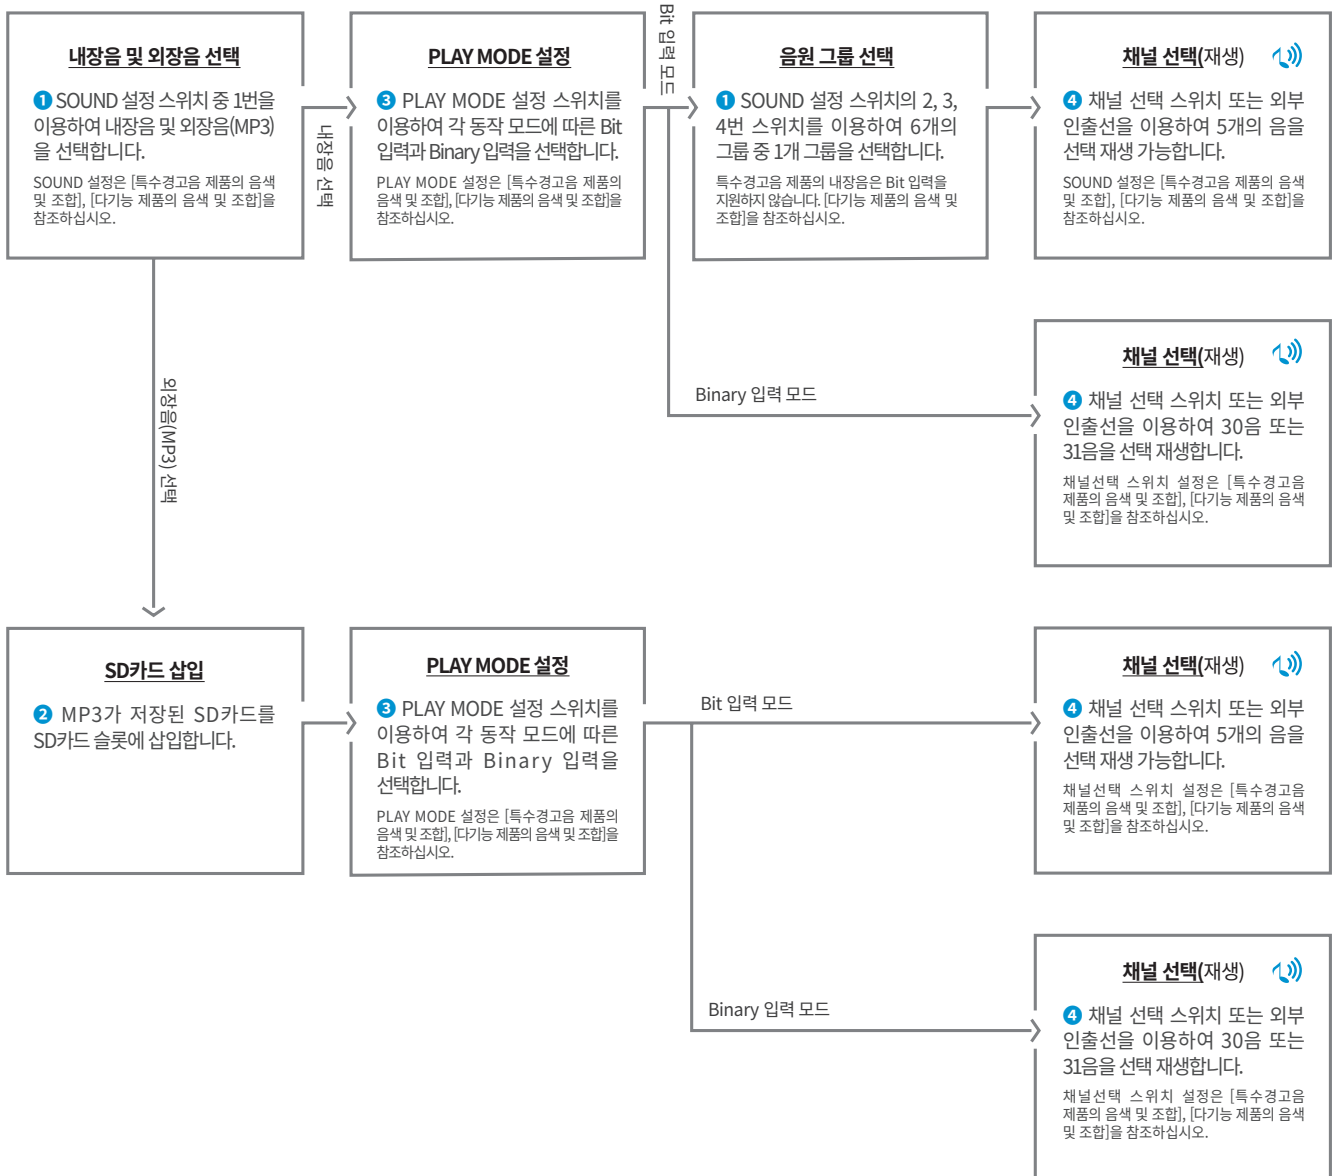 내장음 및 외장음 선택
❶ SOUND 설정 스위치 중 1번을
이용하여 내장음 및 외장음(MP3)
을 선택합니다.
SOUND 설정은 [특수경고음 제품의 음색
및 조합], [다기능 제품의 음색 및 조합]을
참조하십시오.
내장음 선택
PLAY MODE 설정
❸ PLAY MODE 설정 스위치를
이용하여 각 동작 모드에 따른 Bit
입력과 Binary 입력을 선택합니다.
PLAY MODE 설정은 [특수경고음 제품의
음색 및 조합], [다기능 제품의 음색 및 조합]을
참조하십시오.
Bit 입력 모드
음원 그룹 선택
❶ SOUND 설정 스위치의 2, 3,
4번 스위치를 이용하여 6개의
그룹 중 1개 그룹을 선택합니다.
특수경고음 제품의 내장음은 Bit 입력을
지원하지 않습니다. [다기능 제품의 음색 및
조합]을 참조하십시오.
채널 선택(재생)
❹ 채널 선택 스위치 또는 외부
인출선을 이용하여 5개의 음을
선택 재생 가능합니다.
SOUND 설정은 [특수경고음 제품의 음색
및 조합], [다기능 제품의 음색 및 조합]을
참조하십시오.
Binary 입력 모드
채널 선택(재생)
❹ 채널 선택 스위치 또는 외부
인출선을 이용하여 30음 또는
31음을 선택 재생합니다.
채널선택 스위치 설정은 [특수경고음
제품의 음색 및 조합], [다기능 제품의 음색
및 조합]을 참조하십시오.
외장음(MP3) 선택
SD카드 삽입
❷ MP3가 저장된 SD카드를
SD카드 슬롯에 삽입합니다.
PLAY MODE 설정
❸ PLAY MODE 설정 스위치를
이용하여 각 동작 모드에 따른
Bit 입력과 Binary 입력을
선택합니다.
PLAY MODE 설정은 [특수경고음 제품의
음색 및 조합], [다기능 제품의 음색 및 조합]을
참조하십시오.
Bit 입력 모드
채널 선택(재생)
❹ 채널 선택 스위치 또는 외부
인출선을 이용하여 5개의 음을
선택 재생 가능합니다.
채널선택 스위치 설정은 [특수경고음
제품의 음색 및 조합], [다기능 제품의 음색
및 조합]을 참조하십시오.
Binary 입력 모드
채널 선택(재생)
❹ 채널 선택 스위치 또는 외부
인출선을 이용하여 30음 또는
31음을 선택 재생합니다.
채널선택 스위치 설정은 [특수경고음
제품의 음색 및 조합], [다기능 제품의 음색
및 조합]을 참조하십시오.